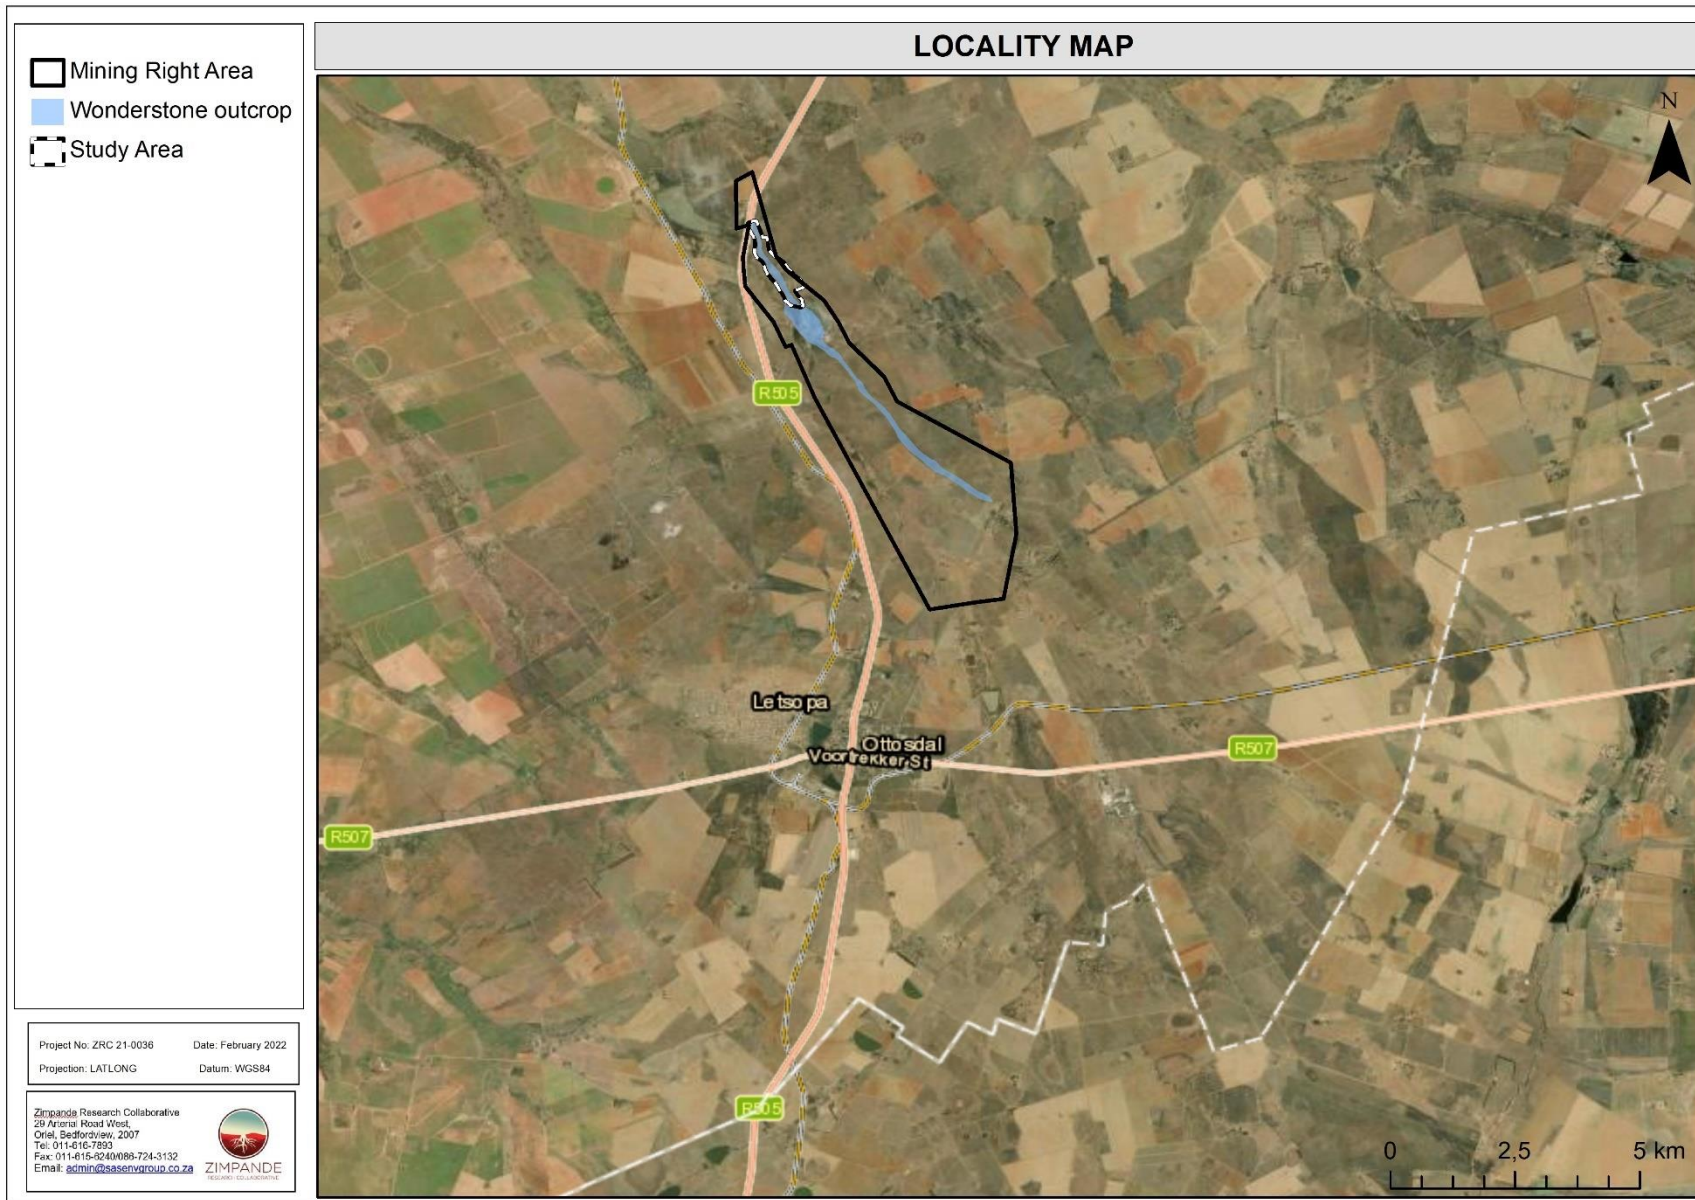 LOCALITY MAP
Mining Right Area
Wonderstone outcrop
Study Area
N
R505
Letsopa
Ottosdal
Voortrekker St
R507
R507
R505
0 2,5 5 km
Project No: ZRC 21-0036 Date: February 2022
Projection: LATLONG Datum: WGS84
Zimpande Research Collaborative
29 Arterial Road West,
Oriel, Bedfordview, 2007
Tel: 011-616-7893
Fax: 011-615-6240/086-724-3132
Email: admin@sasenvgroup.co.za
ZIMPANDE
RESEARCH COLLABORATIVE